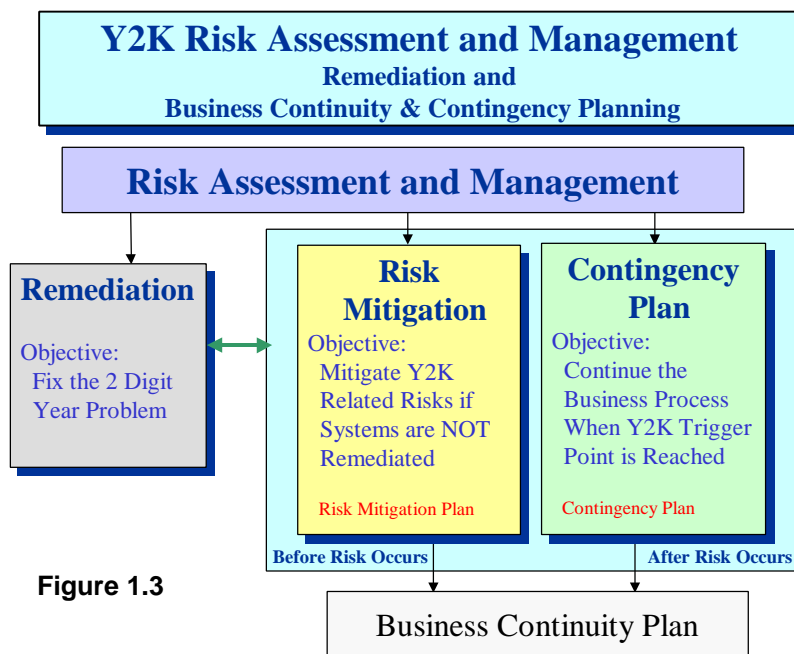 Y2K Risk Assessment and Management
Remediation and
Business Continuity & Contingency Planning
Risk Assessment and Management
Remediation
Objective:
Fix the 2 Digit
Year Problem
Risk
Mitigation
Objective:
Mitigate Y2K
Related Risks if
Systems are NOT
Remediated
Risk Mitigation Plan
Contingency
Plan
Objective:
Continue the
Business Process
When Y2K Trigger
Point is Reached
Contingency Plan
Before Risk Occurs
After Risk Occurs
Figure 1.3
Business Continuity Plan